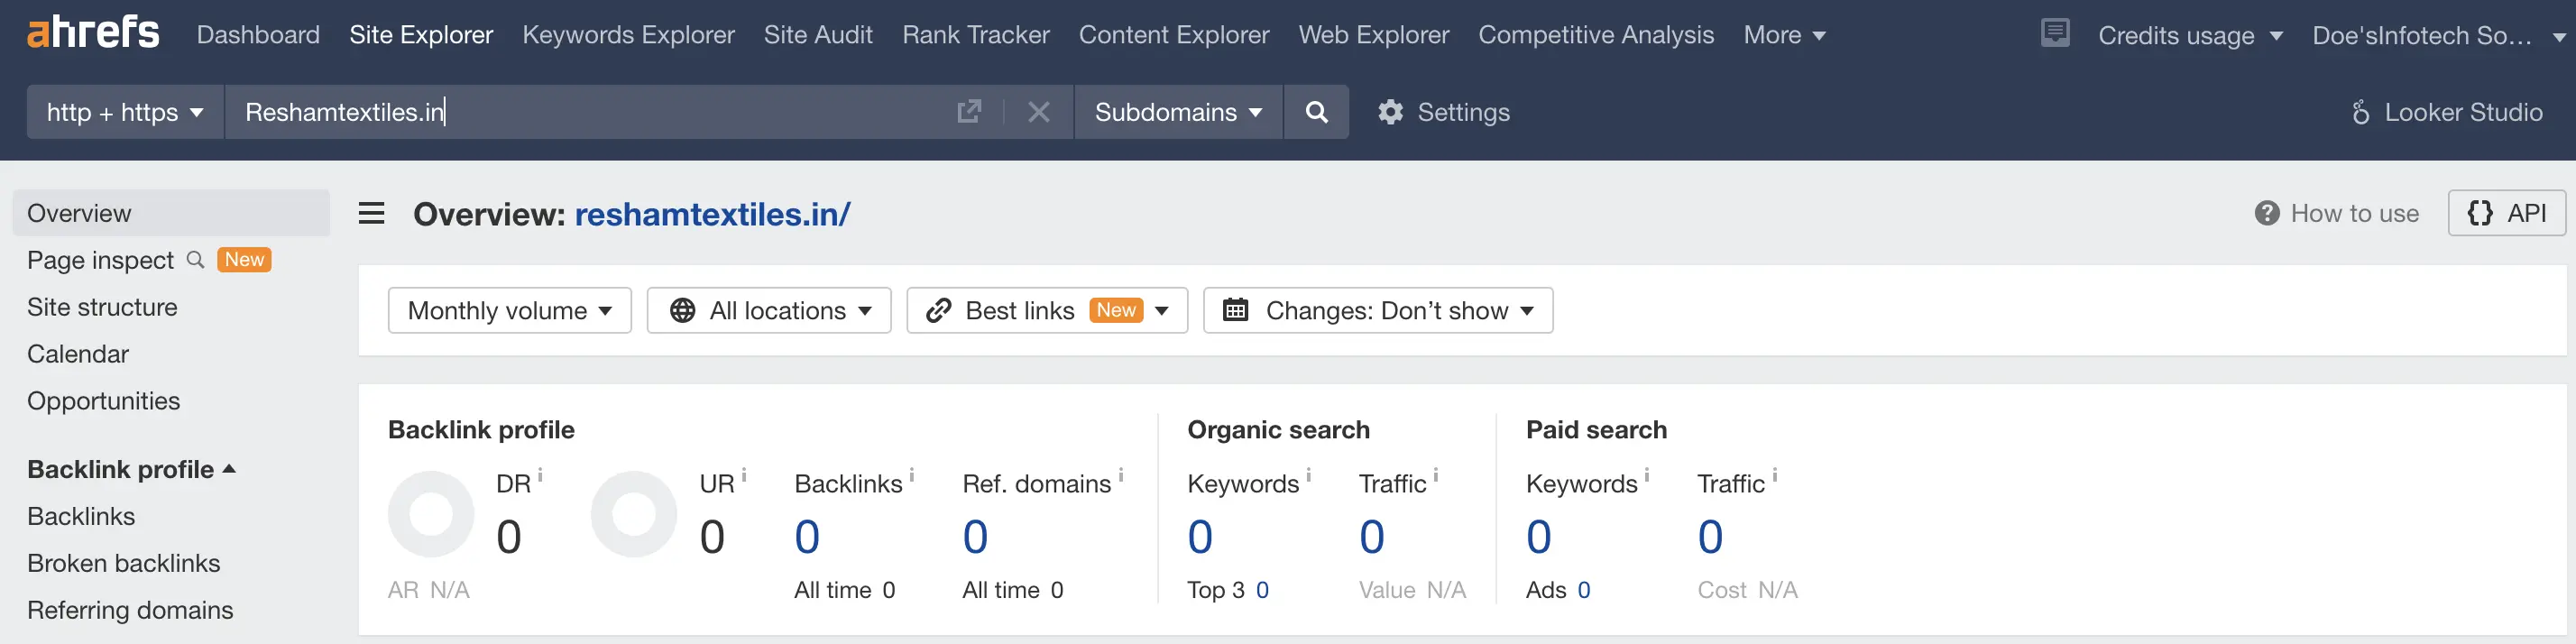 ahrefs Dashboard Site Explorer Keywords Explorer Site Audit Rank Tracker Content Explorer Web Explorer Competitive Analysis More Credits usage Doe'sInfotech So...
http + https Reshamtextiles.in Subdomains Settings Looker Studio
Overview
Page inspect New
Site structure
Calendar
Opportunities
Backlink profile
Backlinks
Broken backlinks
Referring domains
Overview: reshamtextiles.in/ How to use {} API
Monthly volume All locations Best links New Changes: Don’t show
Backlink profile
DR i UR i Backlinks i Ref. domains i
0 0 0 0
AR N/A All time 0 All time 0
Organic search
Keywords i Traffic i
0 0
Top 3 0 Value N/A
Paid search
Keywords i Traffic i
0 0
Ads 0 Cost N/A